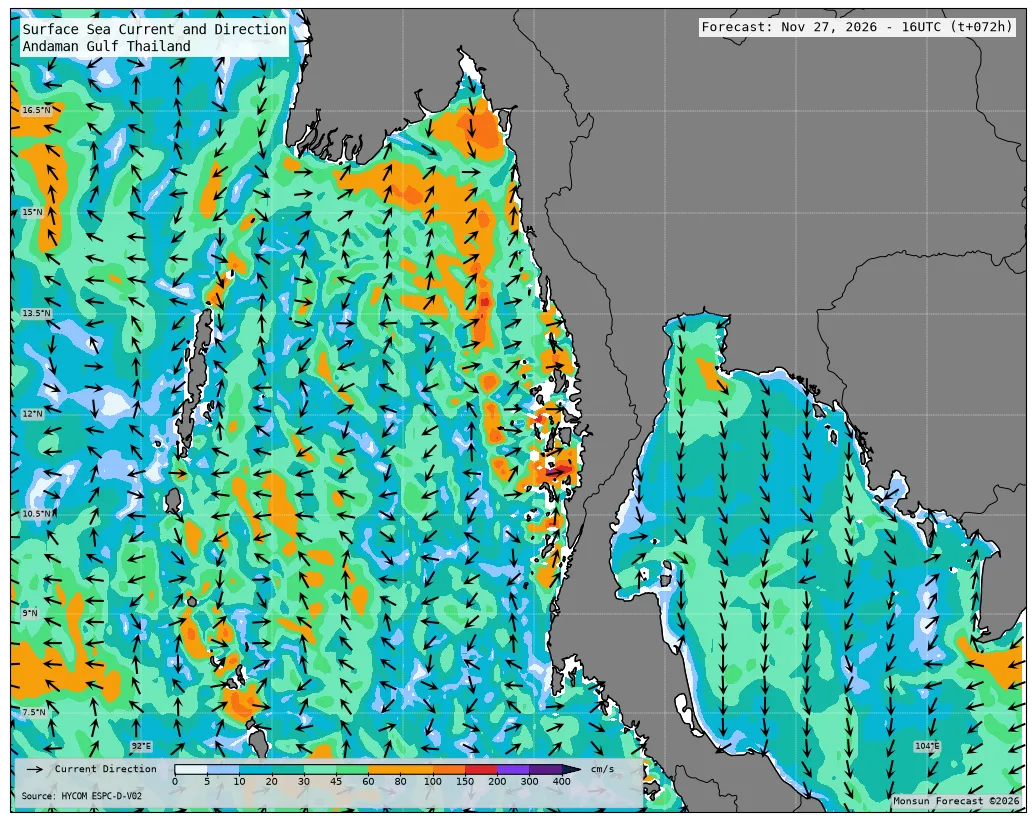 Surface Sea Current and Direction
Andaman Gulf Thailand
Forecast: Nov 27, 2026 - 16UTC (t+072h)
16.5°N
15°N
13.5°N
12°N
10.5°N
9°N
7.5°N
92°E
104°E
Current Direction
0 5 10 20 30 45 60 80 100 150 200 300 400 cm/s
Source: HYCOM ESPC-D-V02
Monsun Forecast ©2026